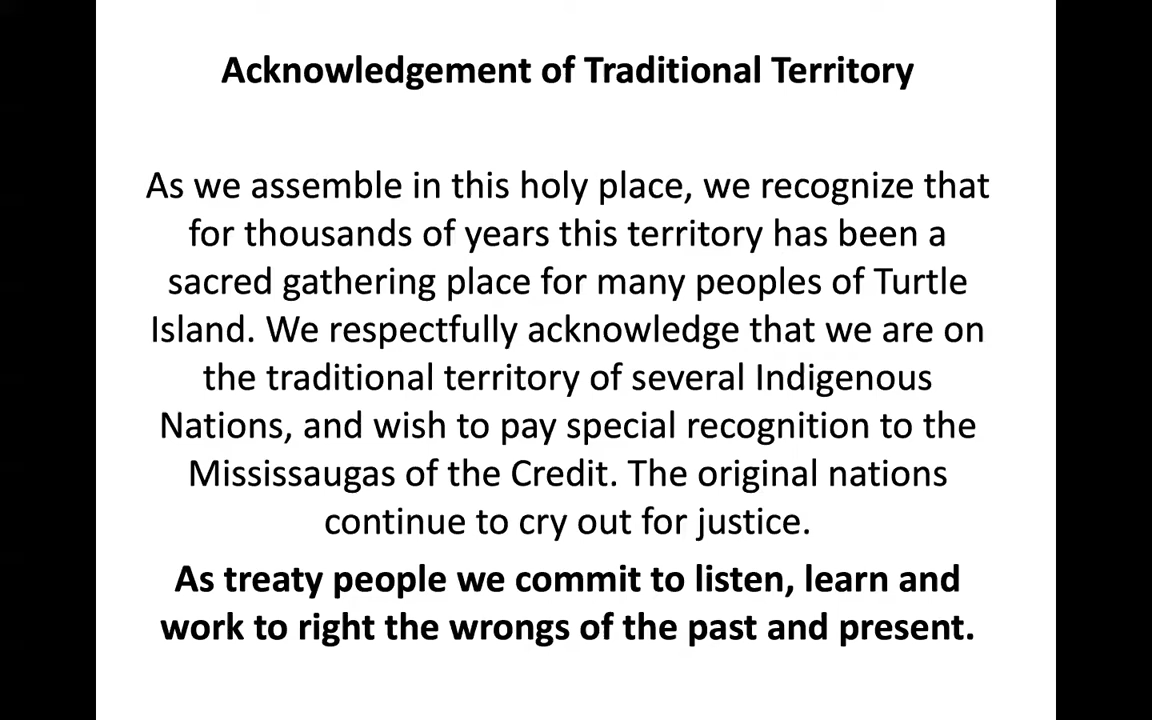 Acknowledgement of Traditional Territory
As we assemble in this holy place, we recognize that
for thousands of years this territory has been a
sacred gathering place for many peoples of Turtle
Island. We respectfully acknowledge that we are on
the traditional territory of several Indigenous
Nations, and wish to pay special recognition to the
Mississaugas of the Credit. The original nations
continue to cry out for justice.
As treaty people we commit to listen, learn and
work to right the wrongs of the past and present.